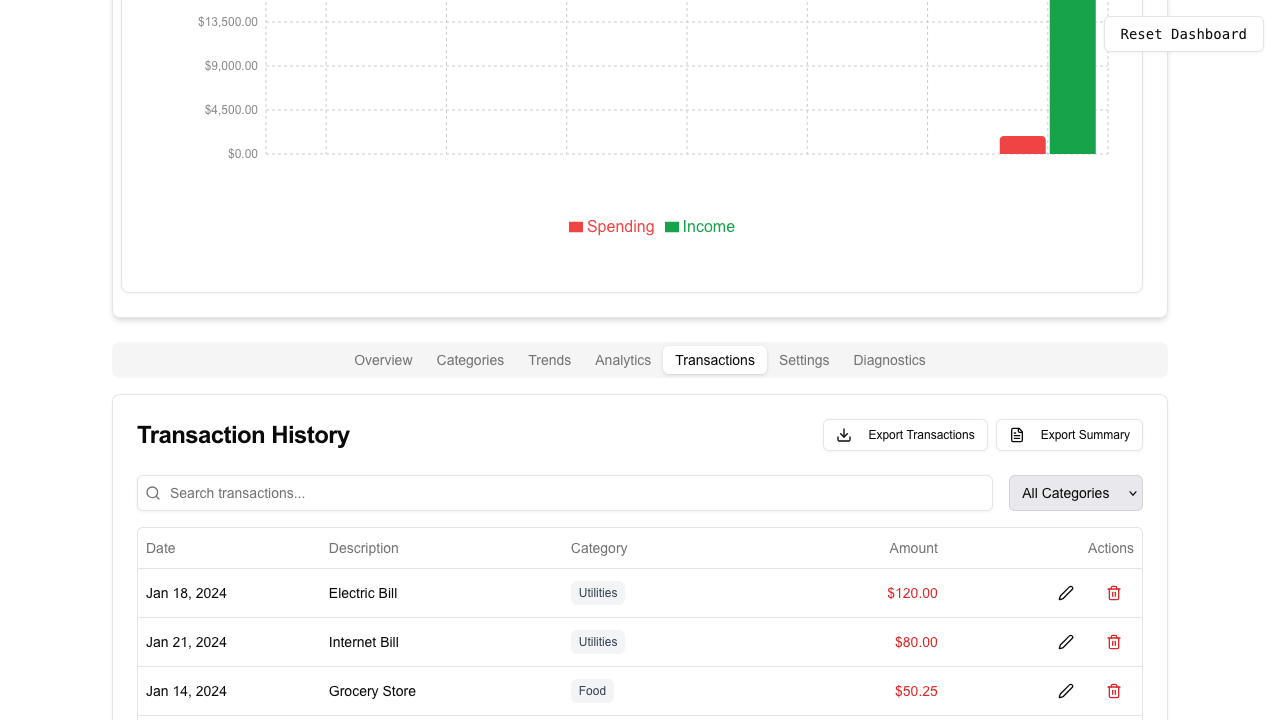 $13,500.00
Reset Dashboard
$9,000.00
$4,500.00
$0.00
Spending Income
Overview Categories Trends Analytics Transactions Settings Diagnostics
Transaction History Export Transactions Export Summary
Search transactions... All Categories
Date Description Category Amount Actions
Jan 18, 2024 Electric Bill Utilities $120.00
Jan 21, 2024 Internet Bill Utilities $80.00
Jan 14, 2024 Grocery Store Food $50.25